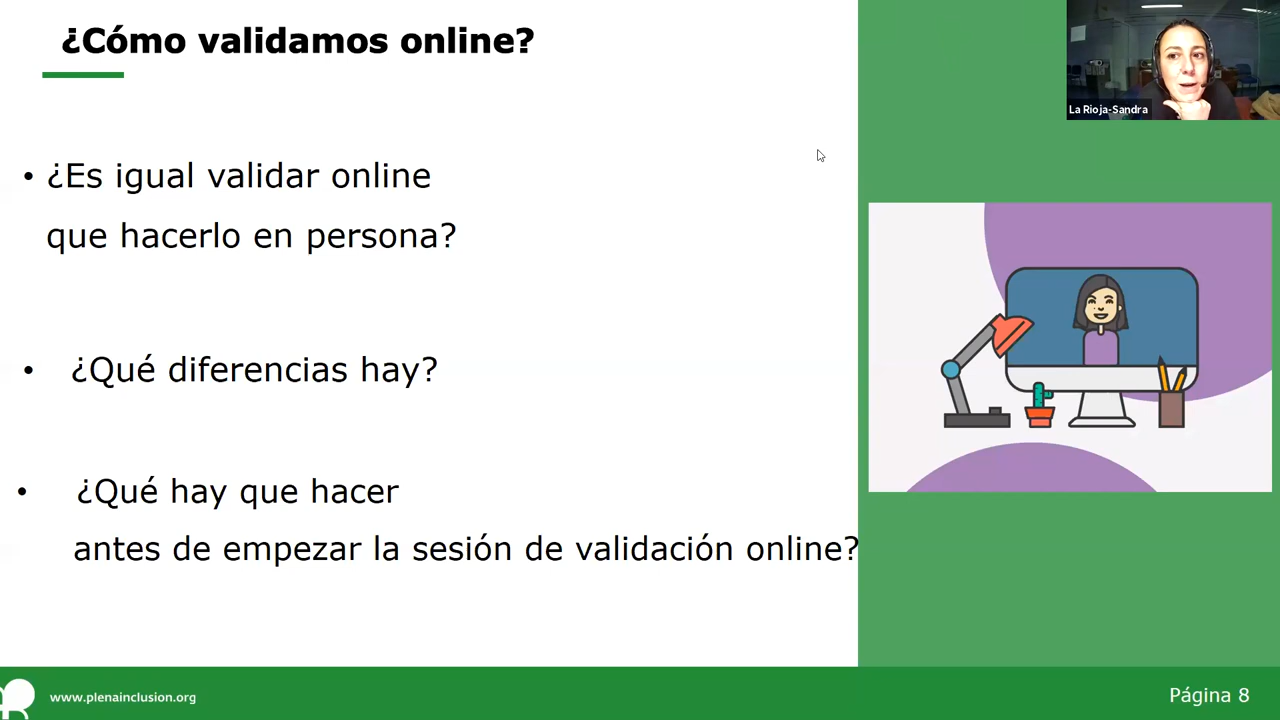 ¿Cómo validamos online?
La Rioja-Sandra
• ¿Es igual validar online
que hacerlo en persona?
• ¿Qué diferencias hay?
• ¿Qué hay que hacer
antes de empezar la sesión de validación online?
www.plenainclusion.org
Página 8